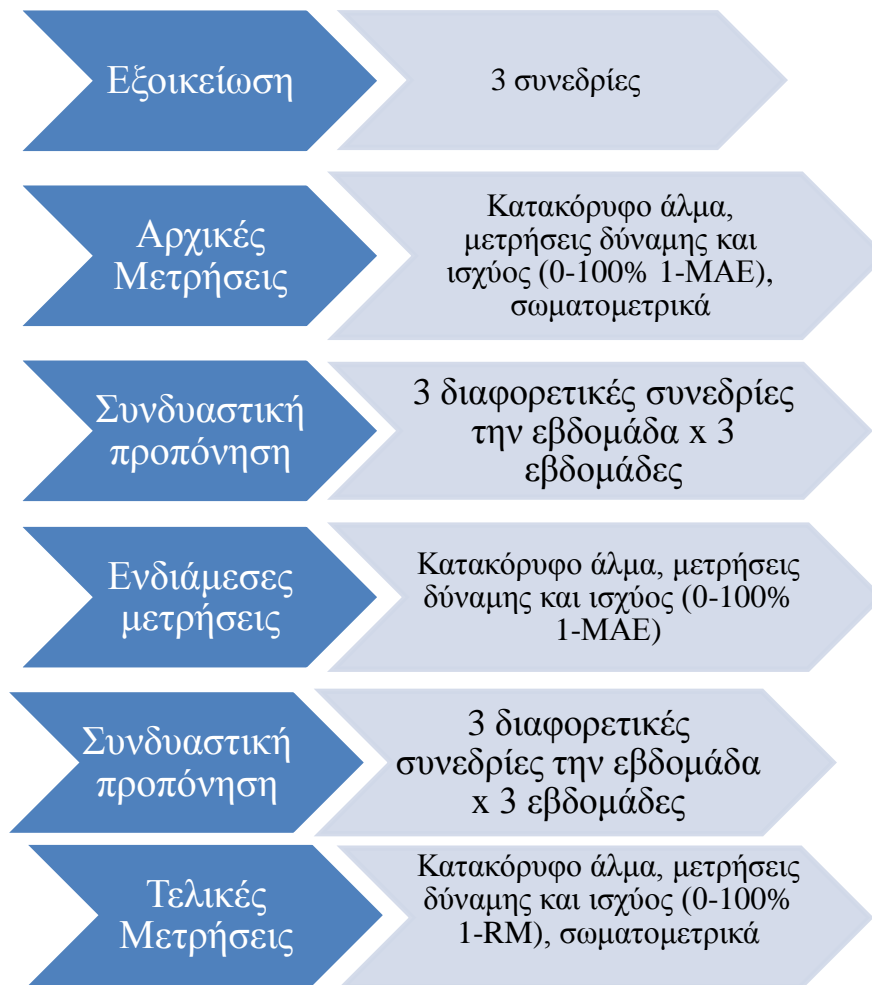 Εξοικείωση
3 συνεδρίες
Αρχικές
Μετρήσεις
Κατακόρυφο άλμα,
μετρήσεις δύναμης και
ισχύος (0-100% 1-ΜΑΕ),
σωματομετρικά
Συνδυαστική
προπόνηση
3 διαφορετικές συνεδρίες
την εβδομάδα x 3
εβδομάδες
Ενδιάμεσες
μετρήσεις
Κατακόρυφο άλμα, μετρήσεις
δύναμης και ισχύος (0-100%
1-ΜΑΕ)
Συνδυαστική
προπόνηση
3 διαφορετικές
συνεδρίες την εβδομάδα
x 3 εβδομάδες
Τελικές
Μετρήσεις
Κατακόρυφο άλμα, μετρήσεις
δύναμης και ισχύος (0-100%
1-RM), σωματομετρικά